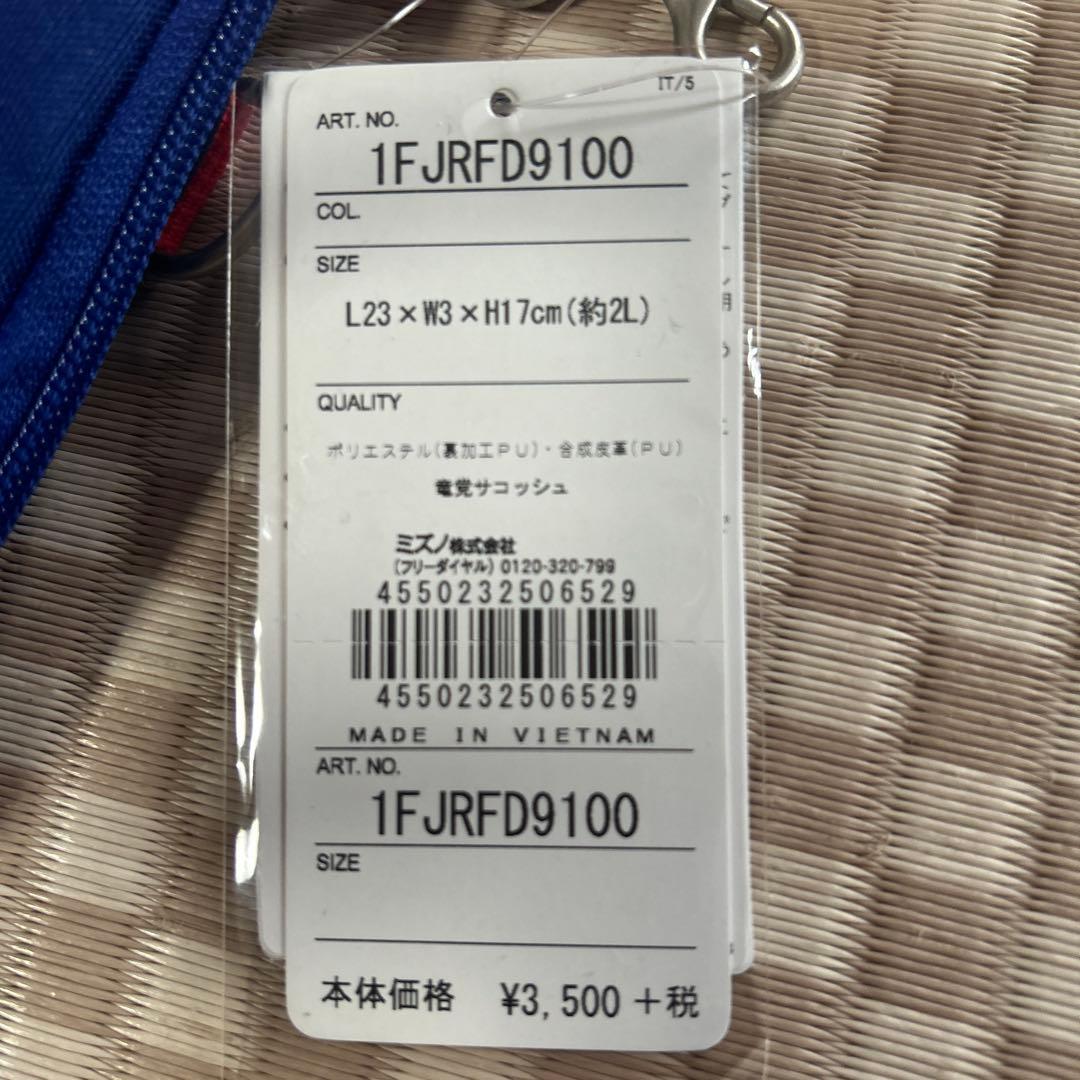 IT/5
ART. NO.
1FJRFD9100
COL.
SIZE
L23×W3×H17cm(約2L)
QUALITY
ポリエステル(裏加工PU)・合成皮革(PU)
竜党サコッシュ
ミズノ株式会社
(フリーダイヤル) 0120-320-799
4550232506529
4550232506529
MADE IN VIETNAM
ART. NO.
1FJRFD9100
SIZE
本体価格 ¥3,500+税